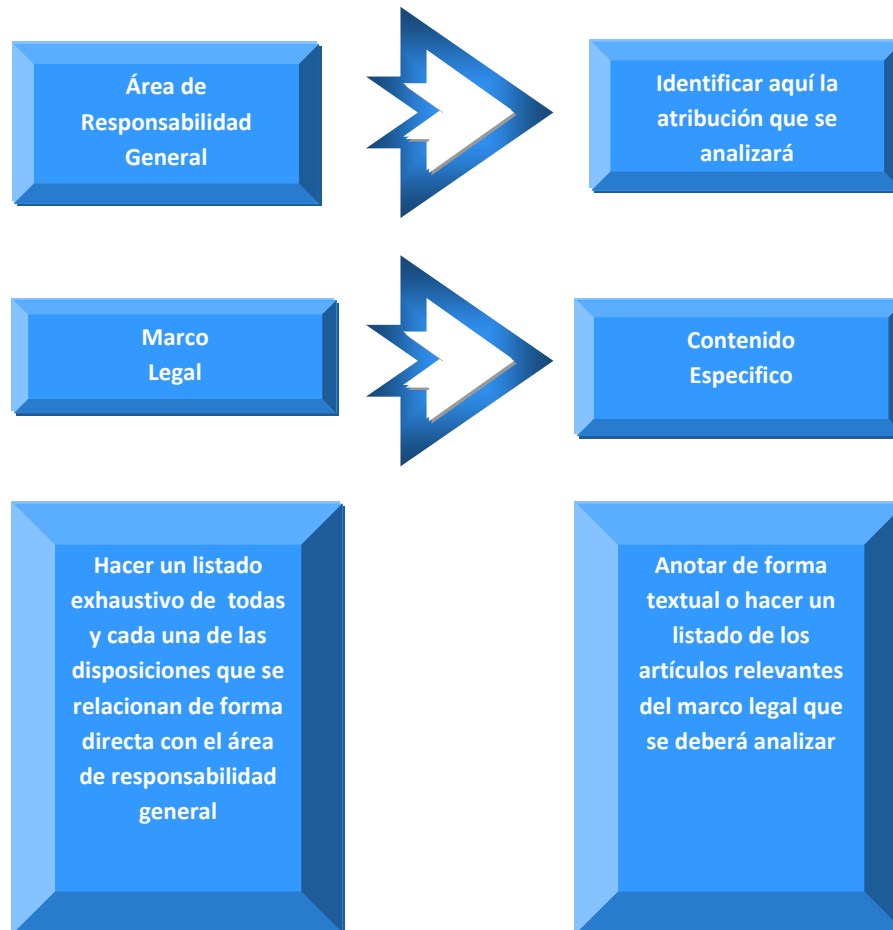 Área de
Responsabilidad
General
Identificar aquí la
atribución que se
analizará
Marco
Legal
Contenido
Especifico
Hacer un listado
exhaustivo de todas
y cada una de las
disposiciones que se
relacionan de forma
directa con el área
de responsabilidad
general
Anotar de forma
textual o hacer un
listado de los
artículos relevantes
del marco legal que
se deberá analizar